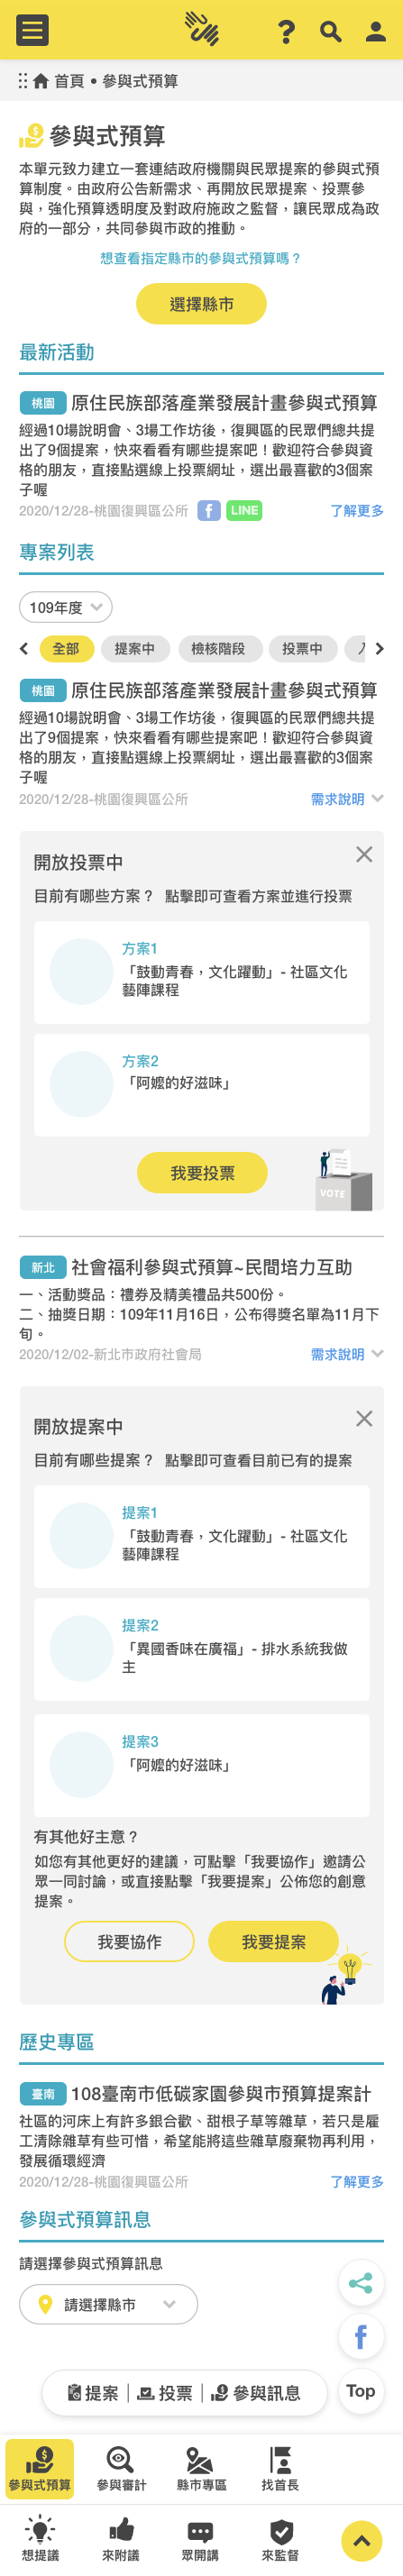 首頁 • 參與式預算
參與式預算
本單元致力建立一套連結政府機關與民眾提案的參與式預
算制度。由政府公告新需求、再開放民眾提案、投票參
與，強化預算透明度及對政府施政之監督，讓民眾成為政
府的一部分，共同參與市政的推動。
想查看指定縣市的參與式預算嗎？
選擇縣市
最新活動
桃園 原住民族部落產業發展計畫參與式預算
經過10場說明會、3場工作坊後，復興區的民眾們總共提
出了9個提案，快來看看有哪些提案吧！歡迎符合參與資
格的朋友，直接點選線上投票網址，選出最喜歡的3個案
子喔
2020/12/28-桃園復興區公所 f LINE 了解更多
專案列表
109年度
全部 提案中 檢核階段 投票中
桃園 原住民族部落產業發展計畫參與式預算
經過10場說明會、3場工作坊後，復興區的民眾們總共提
出了9個提案，快來看看有哪些提案吧！歡迎符合參與資
格的朋友，直接點選線上投票網址，選出最喜歡的3個案
子喔
2020/12/28-桃園復興區公所 需求說明
開放投票中
目前有哪些方案？ 點擊即可查看方案並進行投票
方案1
「鼓動青春，文化躍動」- 社區文化
藝陣課程
方案2
「阿嬤的好滋味」
我要投票
VOTE
新北 社會福利參與式預算~民間培力互助
一、活動獎品：禮券及精美禮品共500份。
二、抽獎日期：109年11月16日，公布得獎名單為11月下
旬。
2020/12/02-新北市政府社會局 需求說明
開放提案中
目前有哪些提案？ 點擊即可查看目前已有的提案
提案1
「鼓動青春，文化躍動」- 社區文化
藝陣課程
提案2
「異國香味在廣福」- 排水系統我做
主
提案3
「阿嬤的好滋味」
有其他好主意？
如您有其他更好的建議，可點擊「我要協作」邀請公
眾一同討論，或直接點擊「我要提案」公佈您的創意
提案。
我要協作 我要提案
歷史專區
臺南 108臺南市低碳家園參與市預算提案計
社區的河床上有許多銀合歡、甜根子草等雜草，若只是雇
工清除雜草有些可惜，希望能將這些雜草廢棄物再利用，
發展循環經濟
2020/12/28-桃園復興區公所 了解更多
參與式預算訊息
請選擇參與式預算訊息
請選擇縣市
f
Top
提案 投票 參與訊息
參與式預算 參與審計 縣市專區 找首長
想提議 來附議 眾開講 來監督